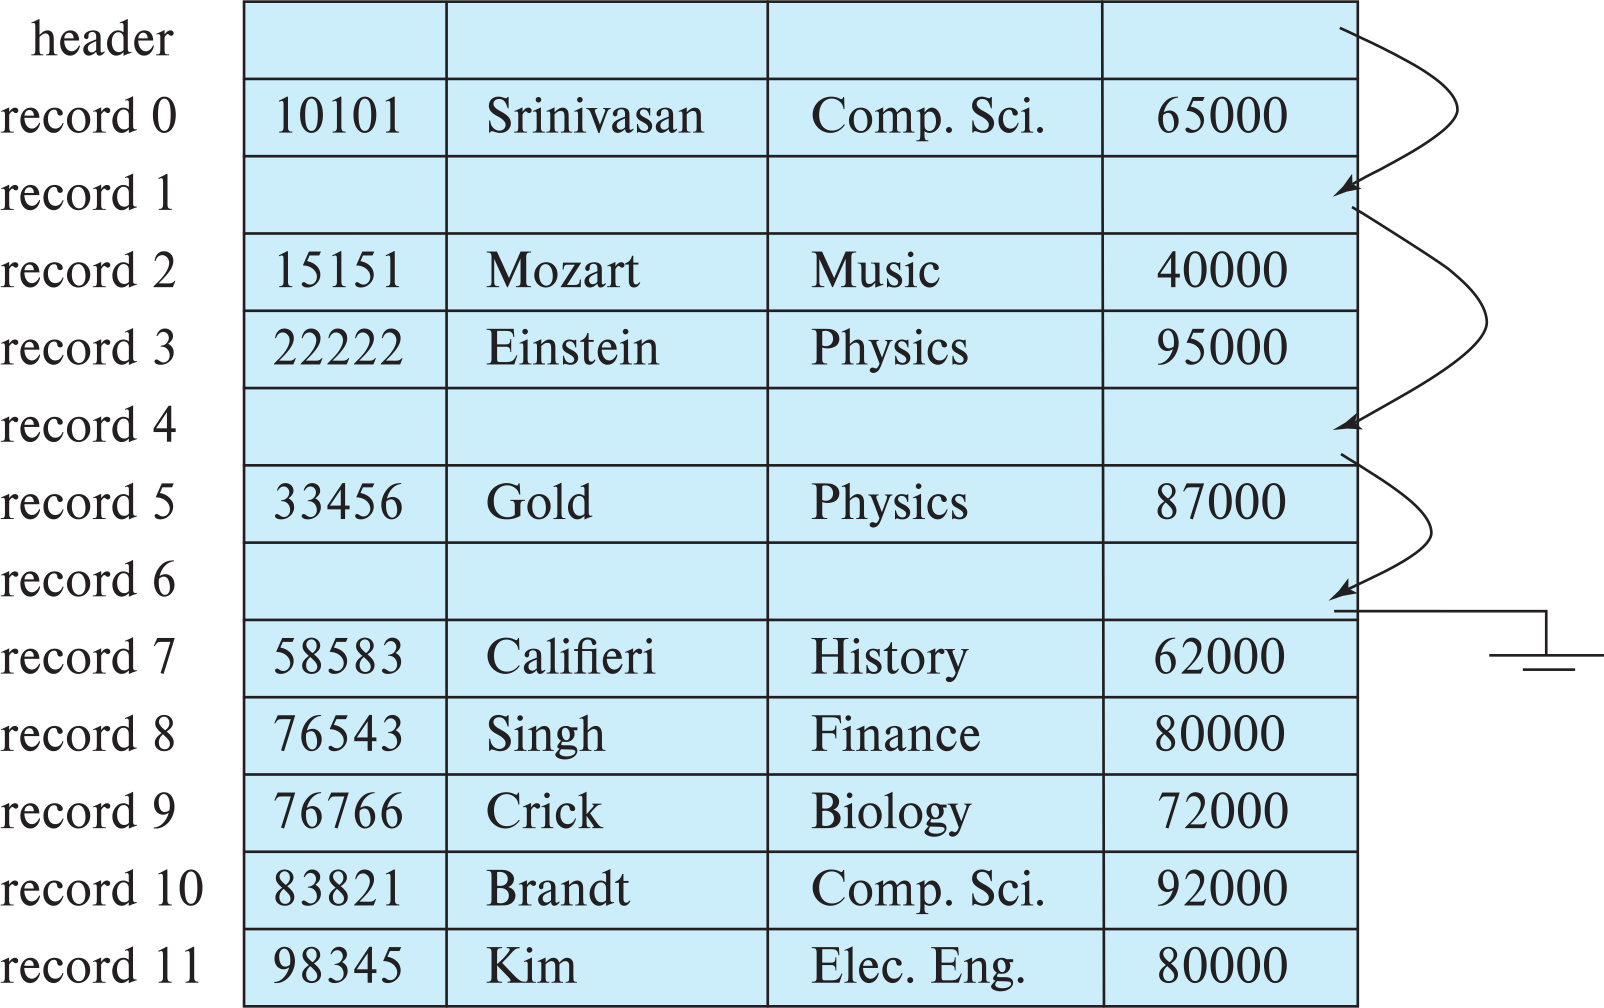 header
record 0 10101 Srinivasan Comp. Sci. 65000
record 1
record 2 15151 Mozart Music 40000
record 3 22222 Einstein Physics 95000
record 4
record 5 33456 Gold Physics 87000
record 6
record 7 58583 Califieri History 62000
record 8 76543 Singh Finance 80000
record 9 76766 Crick Biology 72000
record 10 83821 Brandt Comp. Sci. 92000
record 11 98345 Kim Elec. Eng. 80000